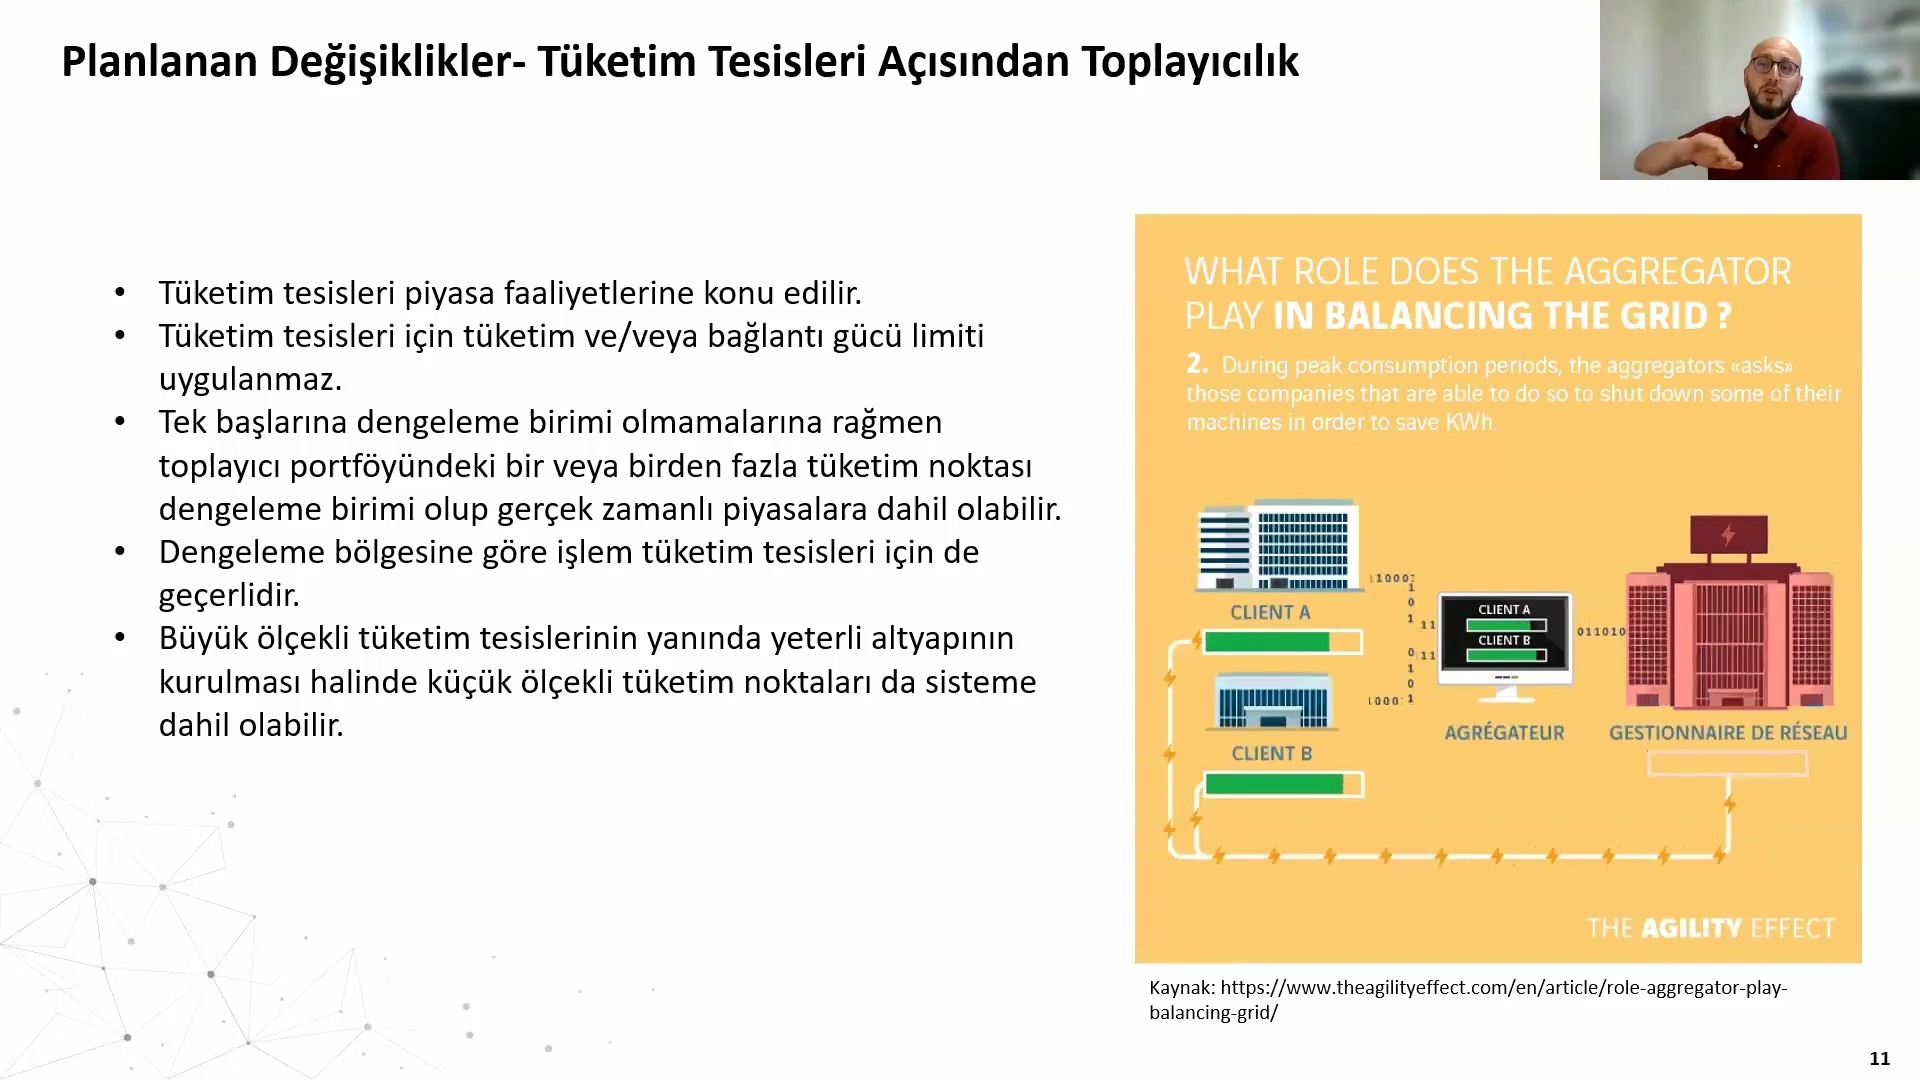 Planlanan Değişiklikler- Tüketim Tesisleri Açısından Toplayıcılık
• Tüketim tesisleri piyasa faaliyetlerine konu edilir.
• Tüketim tesisleri için tüketim ve/veya bağlantı gücü limiti
uygulanmaz.
• Tek başlarına dengeleme birimi olmamalarına rağmen
toplayıcı portföyündeki bir veya birden fazla tüketim noktası
dengeleme birimi olup gerçek zamanlı piyasalara dahil olabilir.
• Dengeleme bölgesine göre işlem tüketim tesisleri için de
geçerlidir.
• Büyük ölçekli tüketim tesislerinin yanında yeterli altyapının
kurulması halinde küçük ölçekli tüketim noktaları da sisteme
dahil olabilir.
WHAT ROLE DOES THE AGGREGATOR
PLAY IN BALANCING THE GRID ?
2. During peak consumption periods, the aggregators «asks»
those companies that are able to do so to shut down some of their
machines in order to save KWh.
CLIENT A
CLIENT B
CLIENT A
CLIENT B
011010
AGRÉGATEUR
GESTIONNAIRE DE RÉSEAU
THE AGILITY EFFECT
Kaynak: https://www.theagilityeffect.com/en/article/role-aggregator-play-
balancing-grid/
11